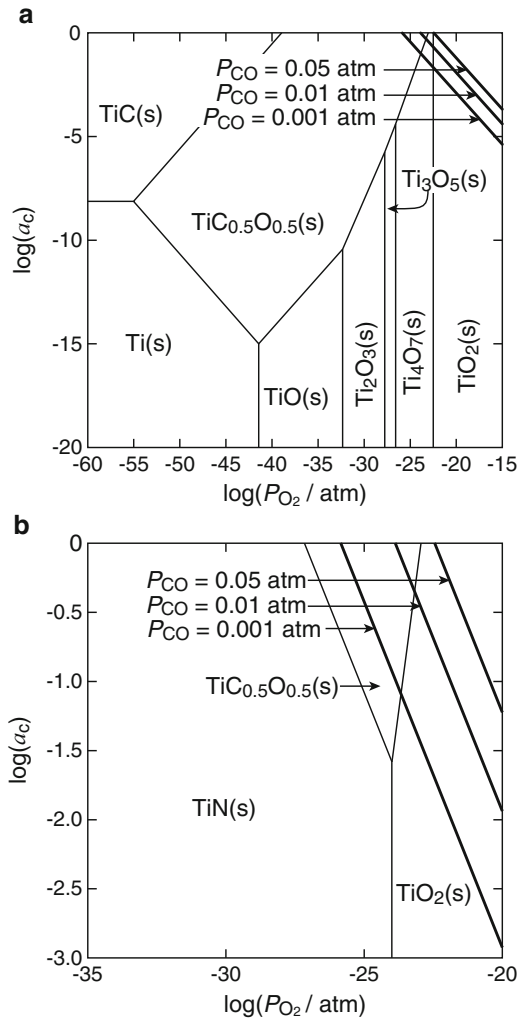 a
0
-5
-10
-15
-20
log(a_c)
P_CO = 0.05 atm
P_CO = 0.01 atm
P_CO = 0.001 atm
TiC(s)
Ti₃O₅(s)
TiC₀.₅O₀.₅(s)
Ti(s)
TiO(s)
Ti₂O₃(s)
Ti₄O₇(s)
TiO₂(s)
-60 -55 -50 -45 -40 -35 -30 -25 -20 -15
log(P_O₂ / atm)
b
0
-0.5
-1.0
-1.5
-2.0
-2.5
-3.0
log(a_c)
P_CO = 0.05 atm
P_CO = 0.01 atm
P_CO = 0.001 atm
TiC₀.₅O₀.₅(s)
TiN(s)
TiO₂(s)
-35 -30 -25 -20
log(P_O₂ / atm)